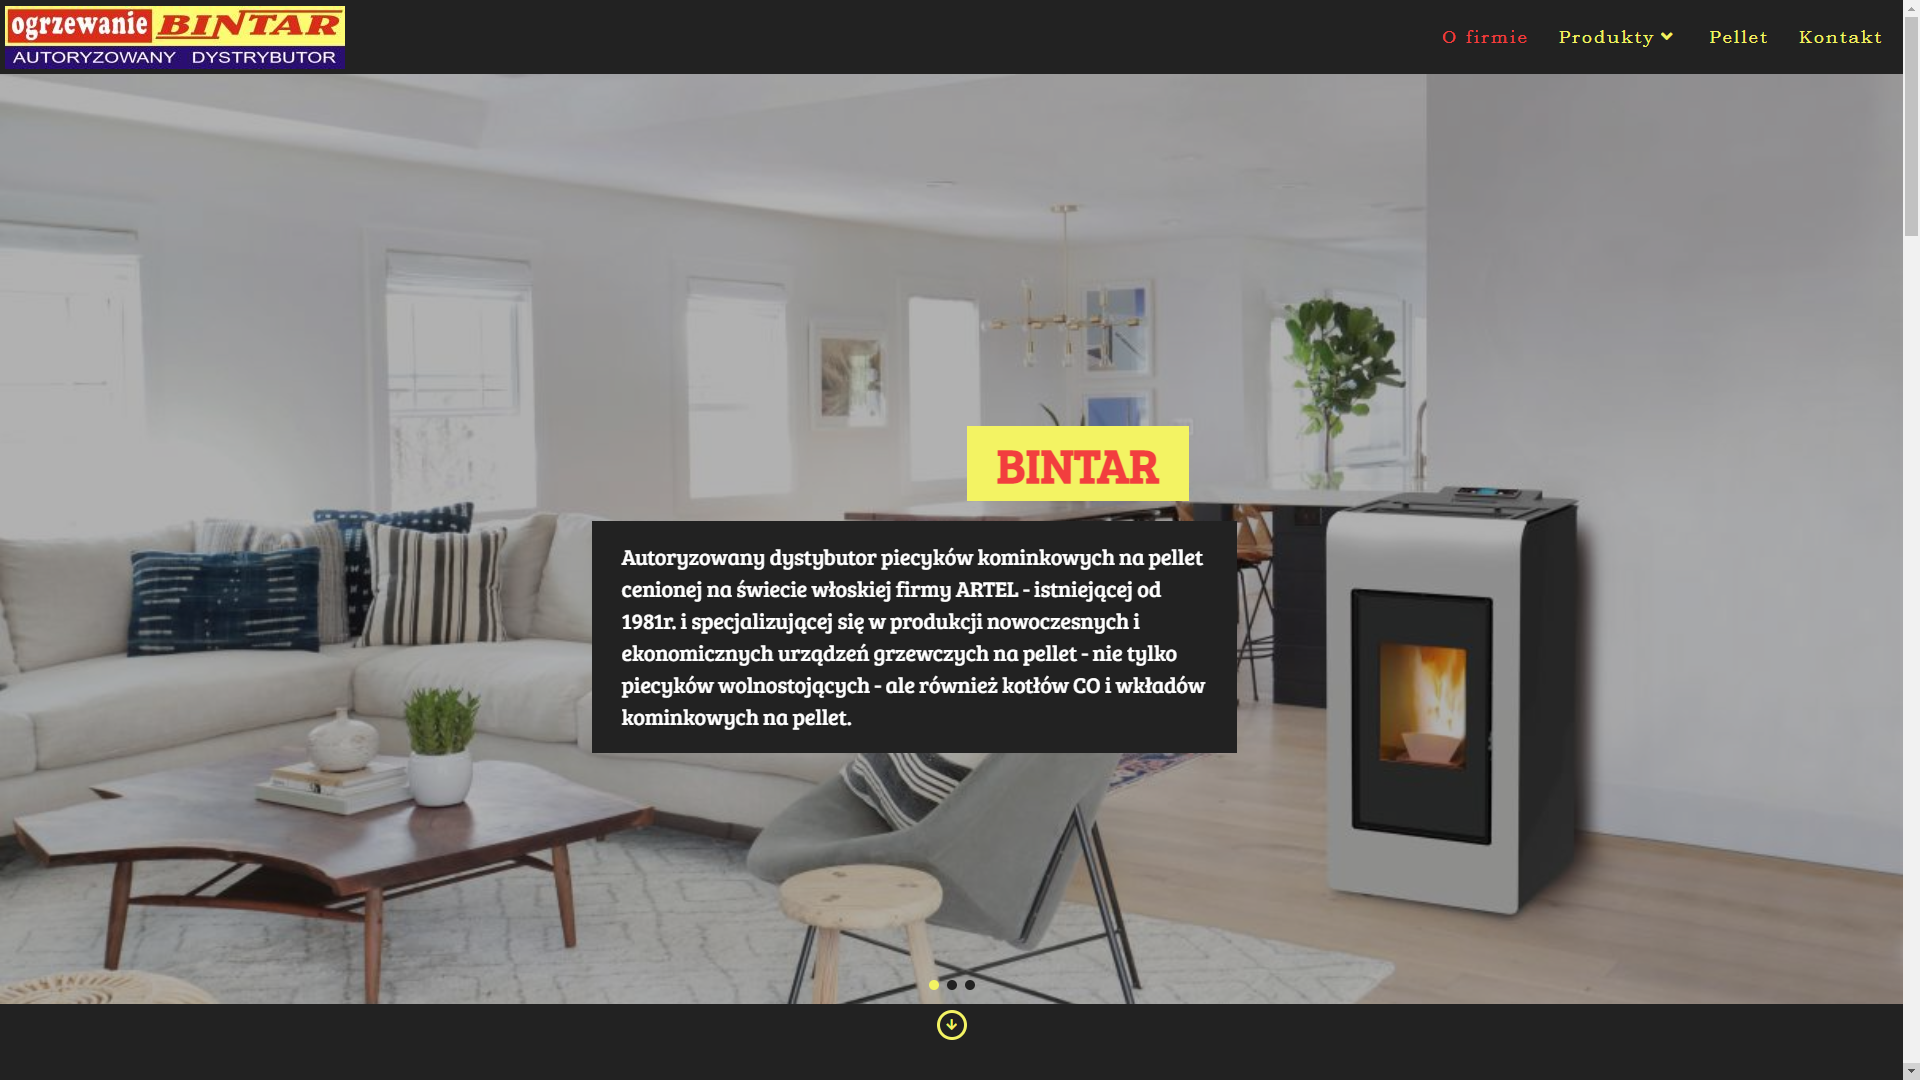 ogrzewanie BINTAR
AUTORYZOWANY DYSTRYBUTOR
O firmie Produkty Pellet Kontakt
BINTAR
Autoryzowany dystybutor piecyków kominkowych na pellet
cenionej na świecie włoskiej firmy ARTEL - istniejącej od
1981r. i specjalizującej się w produkcji nowoczesnych i
ekonomicznych urządzeń grzewczych na pellet - nie tylko
piecyków wolnostojących - ale również kotłów CO i wkładów
kominkowych na pellet.